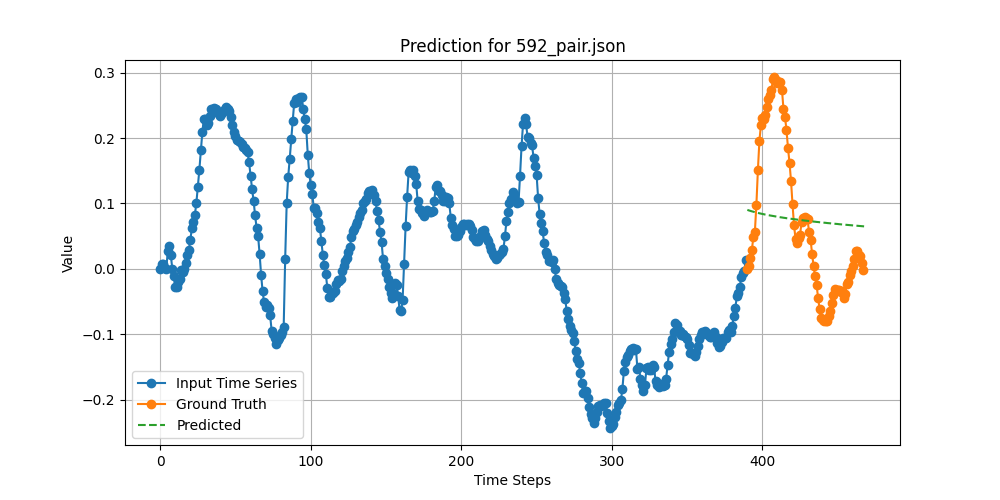 Prediction for 592_pair.json
Value
0.3
0.2
0.1
0.0
−0.1
−0.2
Input Time Series
Ground Truth
Predicted
0 100 200 300 400
Time Steps